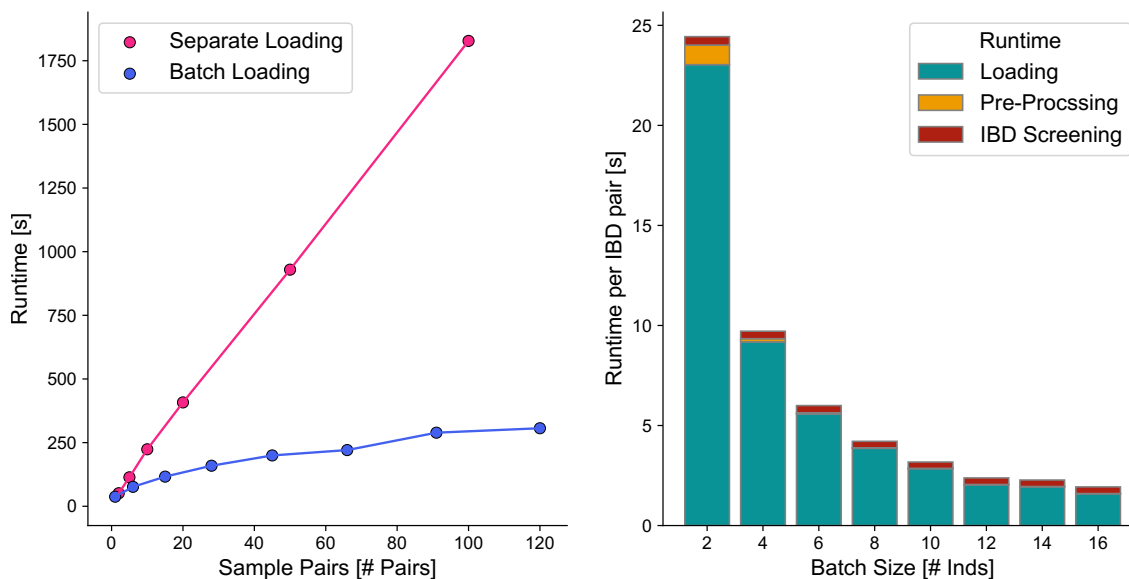 Separate Loading
Batch Loading
1750
1500
1250
1000
750
500
250
0
Runtime [s]
0 20 40 60 80 100 120
Sample Pairs [# Pairs]
Runtime
Loading
Pre-Procssing
IBD Screening
25
20
15
10
5
0
Runtime per IBD pair [s]
2 4 6 8 10 12 14 16
Batch Size [# Inds]